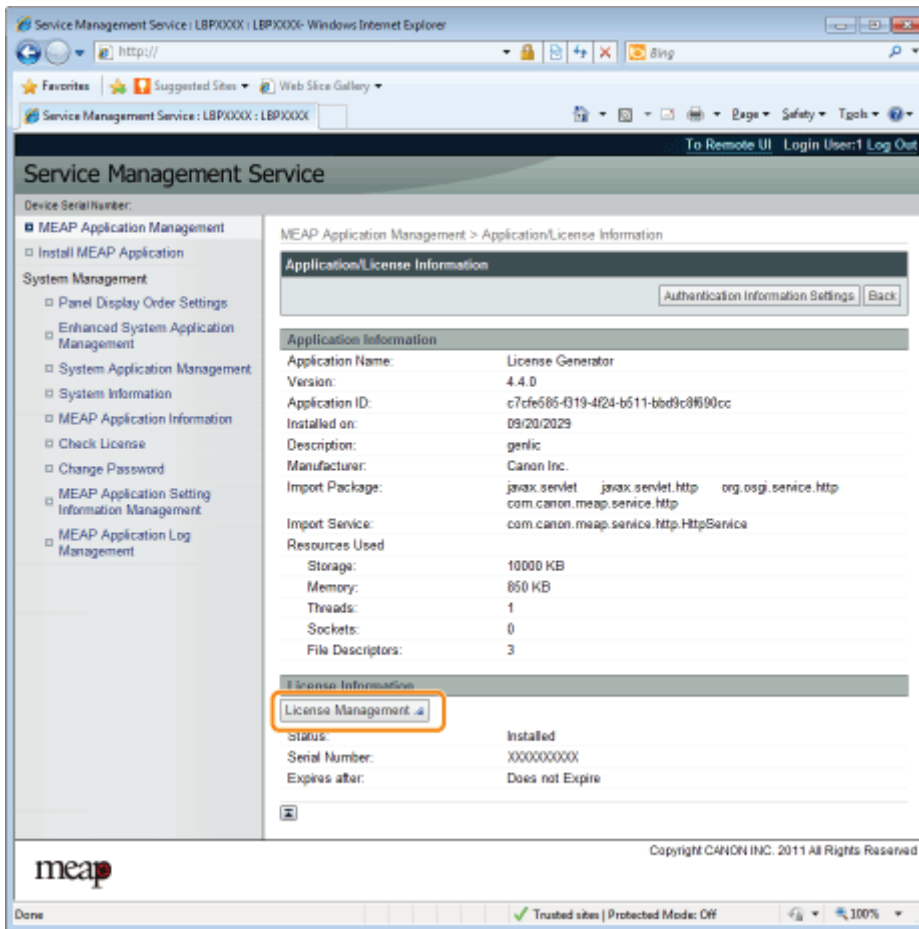 Service Management Service : LBPXXXX : LBPXXXX- Windows Internet Explorer
http://
Bing
Favorites Suggested Sites Web Slice Gallery
Service Management Service : LBPXXXX : LBPXXXX
Page Safety Tools
To Remote UI Login User:1 Log Out
Service Management Service
Device Serial Number:
MEAP Application Management
Install MEAP Application
System Management
Panel Display Order Settings
Enhanced System Application
Management
System Application Management
System Information
MEAP Application Information
Check License
Change Password
MEAP Application Setting
Information Management
MEAP Application Log
Management
MEAP Application Management > Application/License Information
Application/License Information
Authentication Information Settings Back
Application Information
Application Name: License Generator
Version: 4.4.0
Application ID: c7cfe585-f319-4f24-b511-bbd9c8f690cc
Installed on: 09/20/2029
Description: genlic
Manufacturer: Canon Inc.
Import Package: javax.servlet javax.servlet.http org.osgi.service.http
com.canon.meap.service.http
Import Service: com.canon.meap.service.http.HttpService
Resources Used
Storage: 10000 KB
Memory: 850 KB
Threads: 1
Sockets: 0
File Descriptors: 3
License Information
License Management
Status: Installed
Serial Number: XXXXXXXXXX
Expires after: Does not Expire
Copyright CANON INC. 2011 All Rights Reserved
meap
Done Trusted sites | Protected Mode: Off 100%